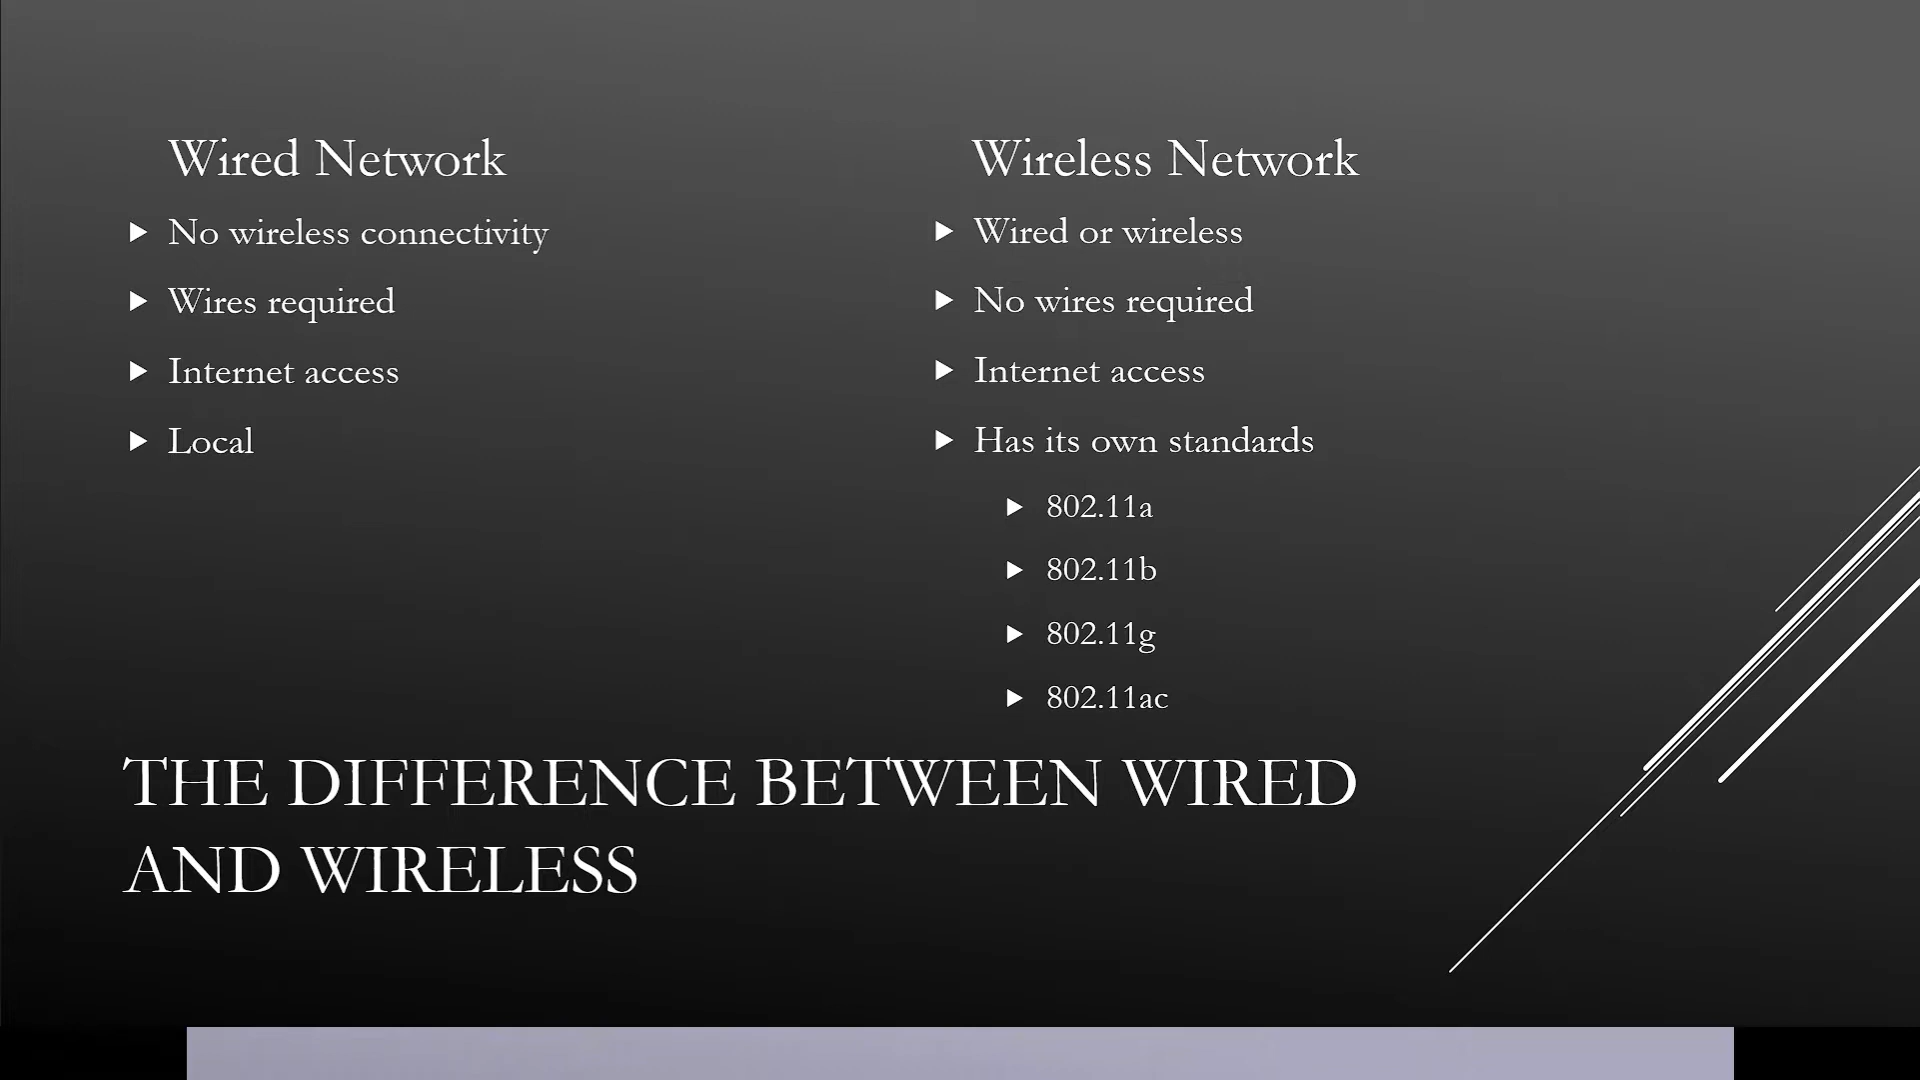 Wired Network
No wireless connectivity
Wires required
Internet access
Local
Wireless Network
Wired or wireless
No wires required
Internet access
Has its own standards
802.11a
802.11b
802.11g
802.11ac
THE DIFFERENCE BETWEEN WIRED
AND WIRELESS